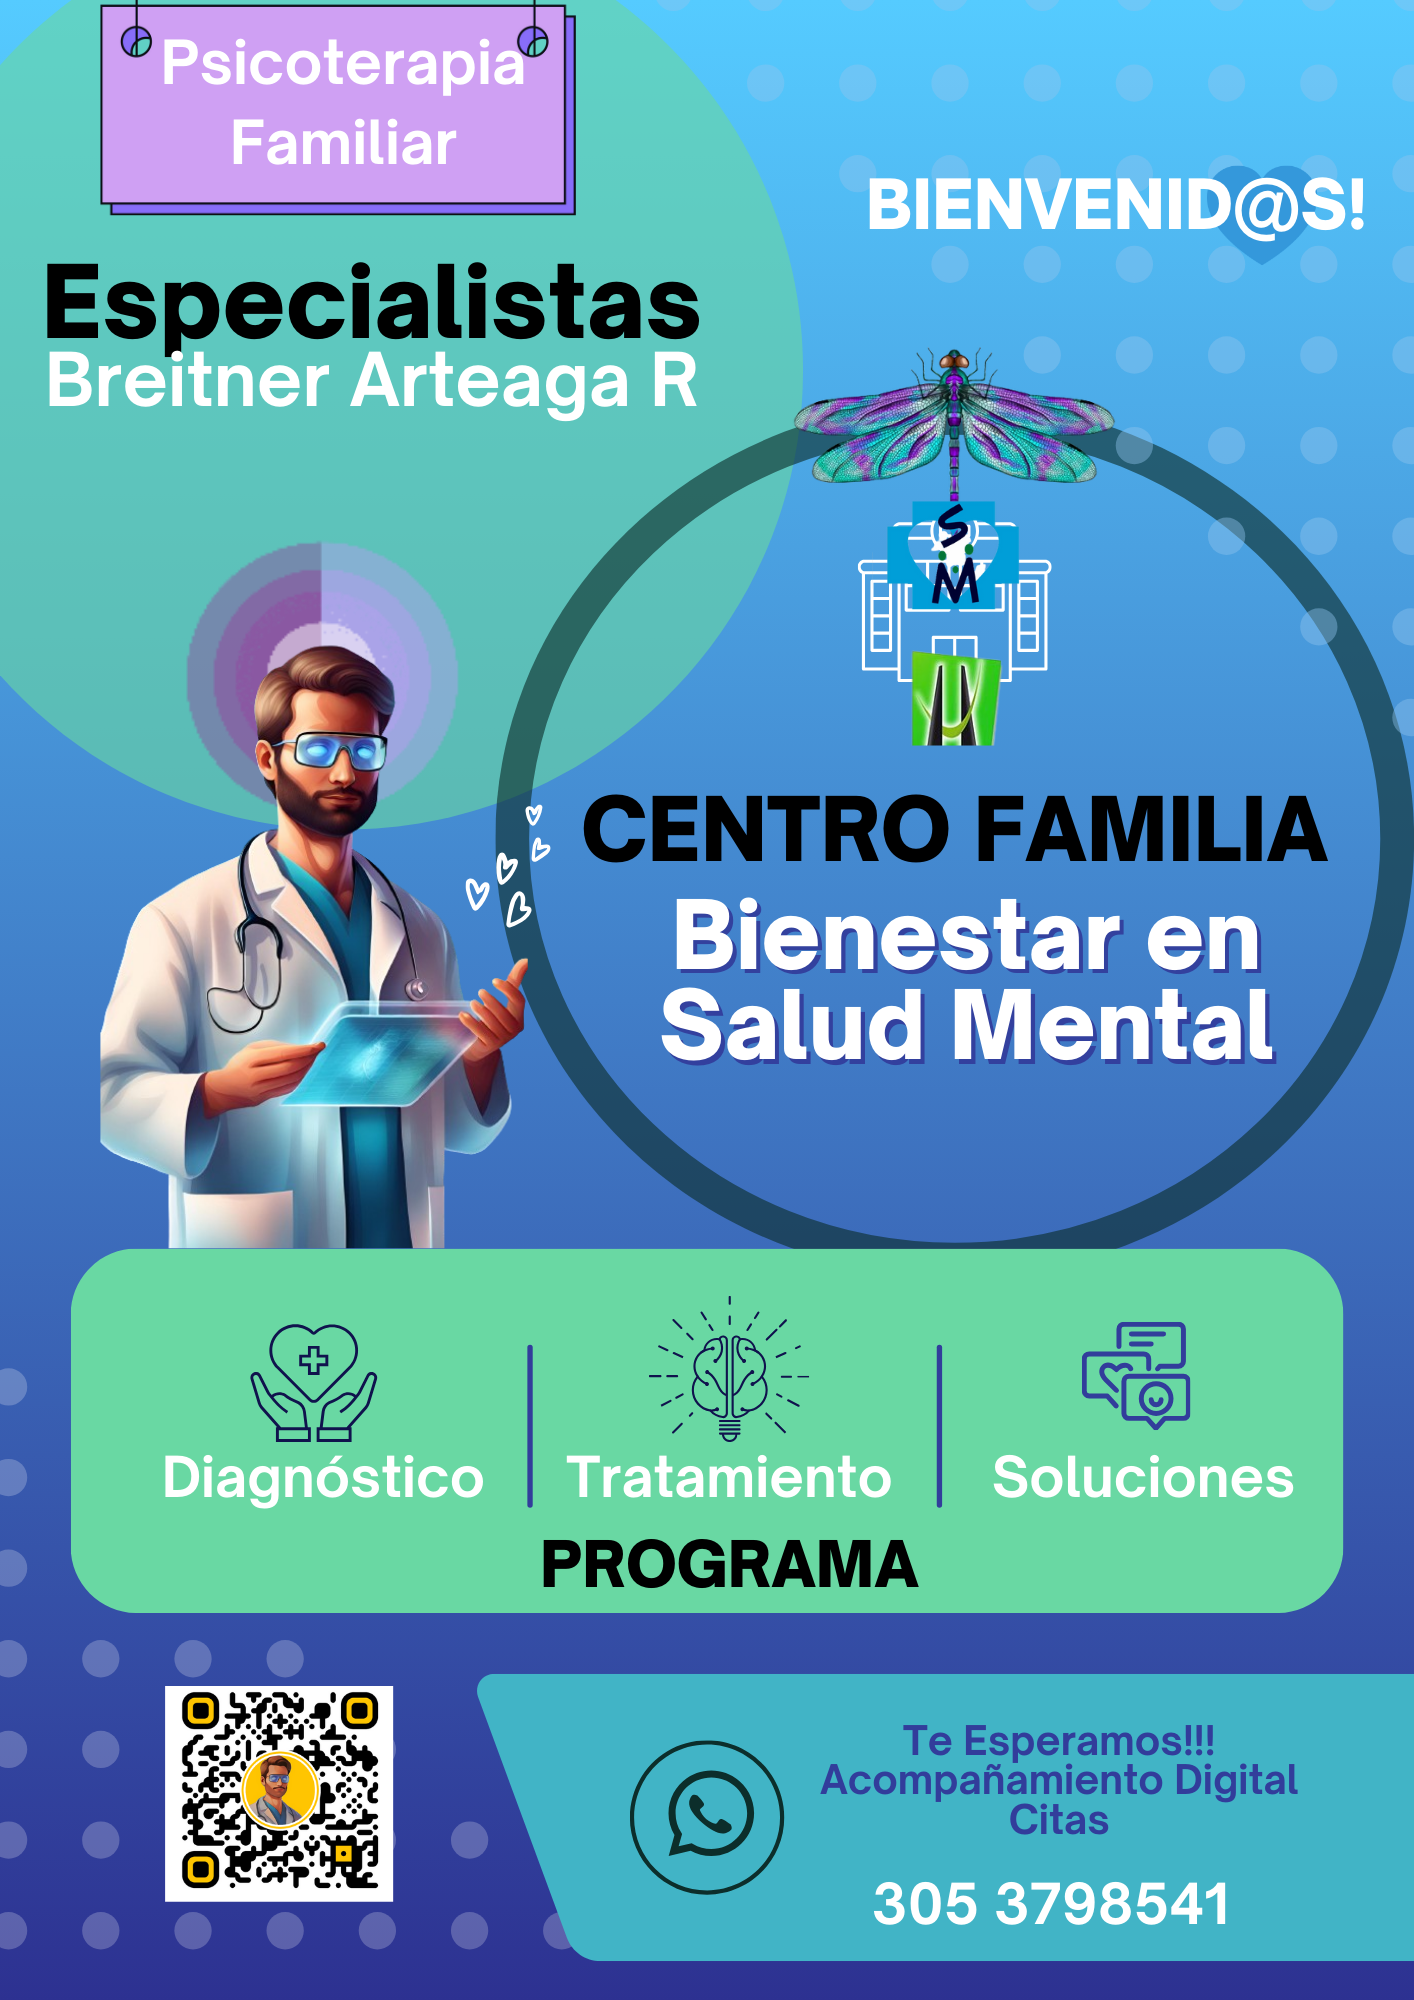 Psicoterapia
Familiar
BIENVENID@S!
Especialistas
Breitner Arteaga R
S
M
CENTRO FAMILIA
Bienestar en
Salud Mental
Diagnóstico
Tratamiento
Soluciones
PROGRAMA
Te Esperamos!!!
Acompañamiento Digital
Citas
305 3798541